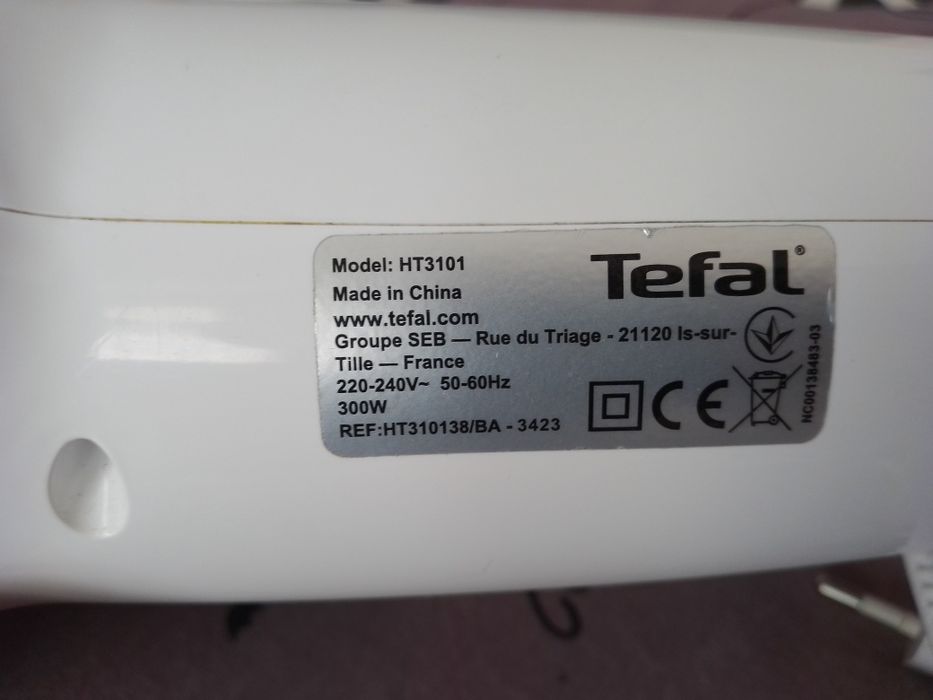 Tefal®
Model: HT3101
Made in China
www.tefal.com
Groupe SEB — Rue du Triage - 21120 Is-sur-
Tille — France
220-240V~ 50-60Hz
300W
REF:HT310138/BA - 3423
CE
NC00138483-03